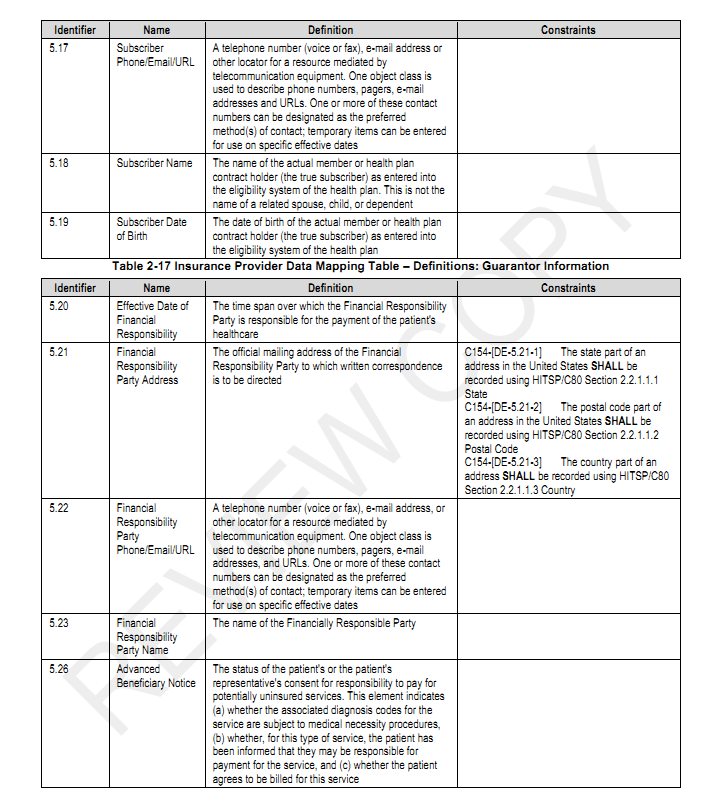 Identifier Name Definition Constraints
5.17 Subscriber A telephone number (voice or fax), e-mail address or
Phone/Email/URL other locator for a resource mediated by
telecommunication equipment. One object class is
used to describe phone numbers, pagers, e-mail
addresses and URLs. One or more of these contact
numbers can be designated as the preferred
method(s) of contact; temporary items can be entered
for use on specific effective dates
5.18 Subscriber Name The name of the actual member or health plan
contract holder (the true subscriber) as entered into
the eligibility system of the health plan. This is not the
name of a related spouse, child, or dependent
5.19 Subscriber Date The date of birth of the actual member or health plan
of Birth contract holder (the true subscriber) as entered into
the eligibility system of the health plan
Table 2-17 Insurance Provider Data Mapping Table – Definitions: Guarantor Information
Identifier Name Definition Constraints
5.20 Effective Date of The time span over which the Financial Responsibility
Financial Party is responsible for the payment of the patient's
Responsibility healthcare
5.21 Financial The official mailing address of the Financial C154-[DE-5.21-1] The state part of an
Responsibility Responsibility Party to which written correspondence address in the United States SHALL be
Party Address is to be directed recorded using HITSP/C80 Section 2.2.1.1.1
State
C154-[DE-5.21-2] The postal code part of
an address in the United States SHALL be
recorded using HITSP/C80 Section 2.2.1.1.2
Postal Code
C154-[DE-5.21-3] The country part of an
address SHALL be recorded using HITSP/C80
Section 2.2.1.1.3 Country
5.22 Financial A telephone number (voice or fax), e-mail address, or
Responsibility other locator for a resource mediated by
Party telecommunication equipment. One object class is
Phone/Email/URL used to describe phone numbers, pagers, e-mail
addresses, and URLs. One or more of these contact
numbers can be designated as the preferred
method(s) of contact; temporary items can be entered
for use on specific effective dates
5.23 Financial The name of the Financially Responsible Party
Responsibility
Party Name
5.26 Advanced The status of the patient's or the patient's
Beneficiary Notice representative's consent for responsibility to pay for
potentially uninsured services. This element indicates
(a) whether the associated diagnosis codes for the
service are subject to medical necessity procedures,
(b) whether, for this type of service, the patient has
been informed that they may be responsible for
payment for the service, and (c) whether the patient
agrees to be billed for this service
REVIEW COPY